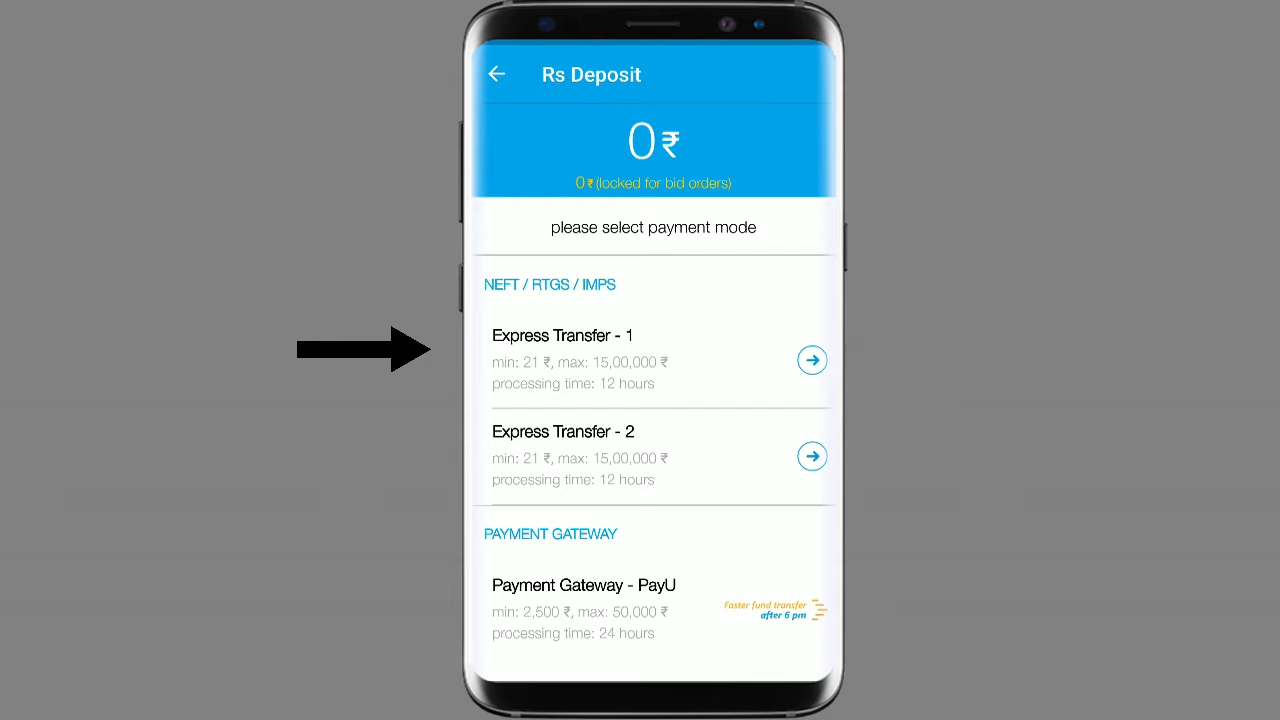 Rs Deposit
0₹
0₹(locked for bid orders)
please select payment mode
NEFT / RTGS / IMPS
Express Transfer - 1
min: 21 ₹, max: 15,00,000 ₹
processing time: 12 hours
Express Transfer - 2
min: 21 ₹, max: 15,00,000 ₹
processing time: 12 hours
PAYMENT GATEWAY
Payment Gateway - PayU
min: 2,500 ₹, max: 50,000 ₹
processing time: 24 hours
Faster fund transfer
after 6 pm